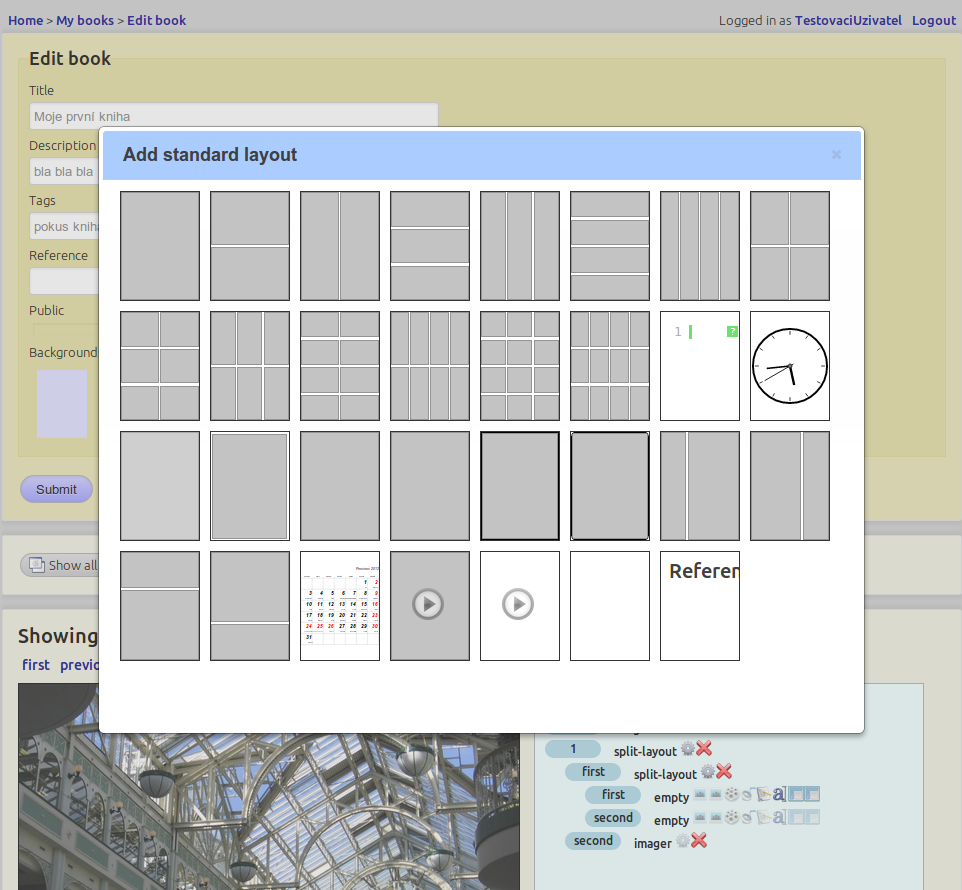 Home > My books > Edit book
Logged in as TestovaciUzivatel Logout
Edit book
Title
Moje první kniha
Description
bla bla bla
Tags
pokus kniha
Reference
Public
Background
Submit
Add standard layout
×
1
?
Referen
Show all
Showing
first previo
1 split-layout
first split-layout
first empty a
second empty a
second imager